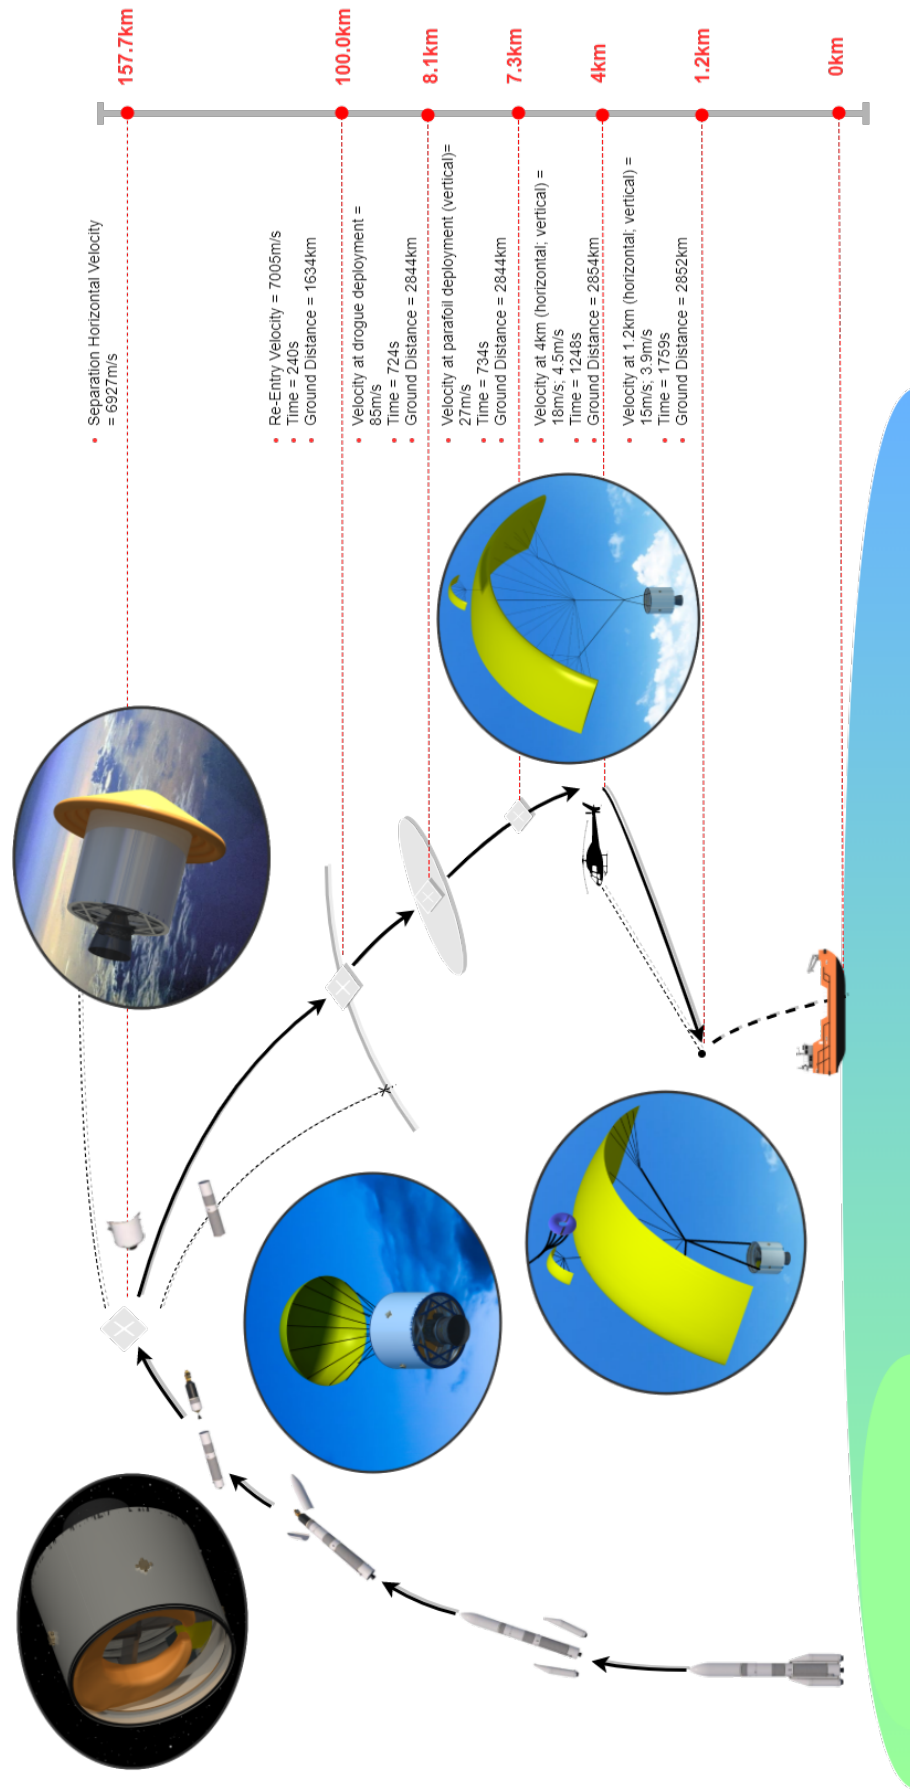 157.7km
100.0km
8.1km
7.3km
4km
1.2km
0km
• Separation Horizontal Velocity
= 6927m/s
• Re-Entry Velocity = 7005m/s
• Time = 240s
• Ground Distance = 1634km
• Velocity at drogue deployment =
85m/s
• Time = 724s
• Ground Distance = 2844km
• Velocity at parafoil deployment (vertical)=
27m/s
• Time = 734s
• Ground Distance = 2844km
• Velocity at 4km (horizontal; vertical) =
18m/s; 4.5m/s
• Time = 1248s
• Ground Distance = 2854km
• Velocity at 1.2km (horizontal; vertical) =
15m/s; 3.9m/s
• Time = 1759s
• Ground Distance = 2852km